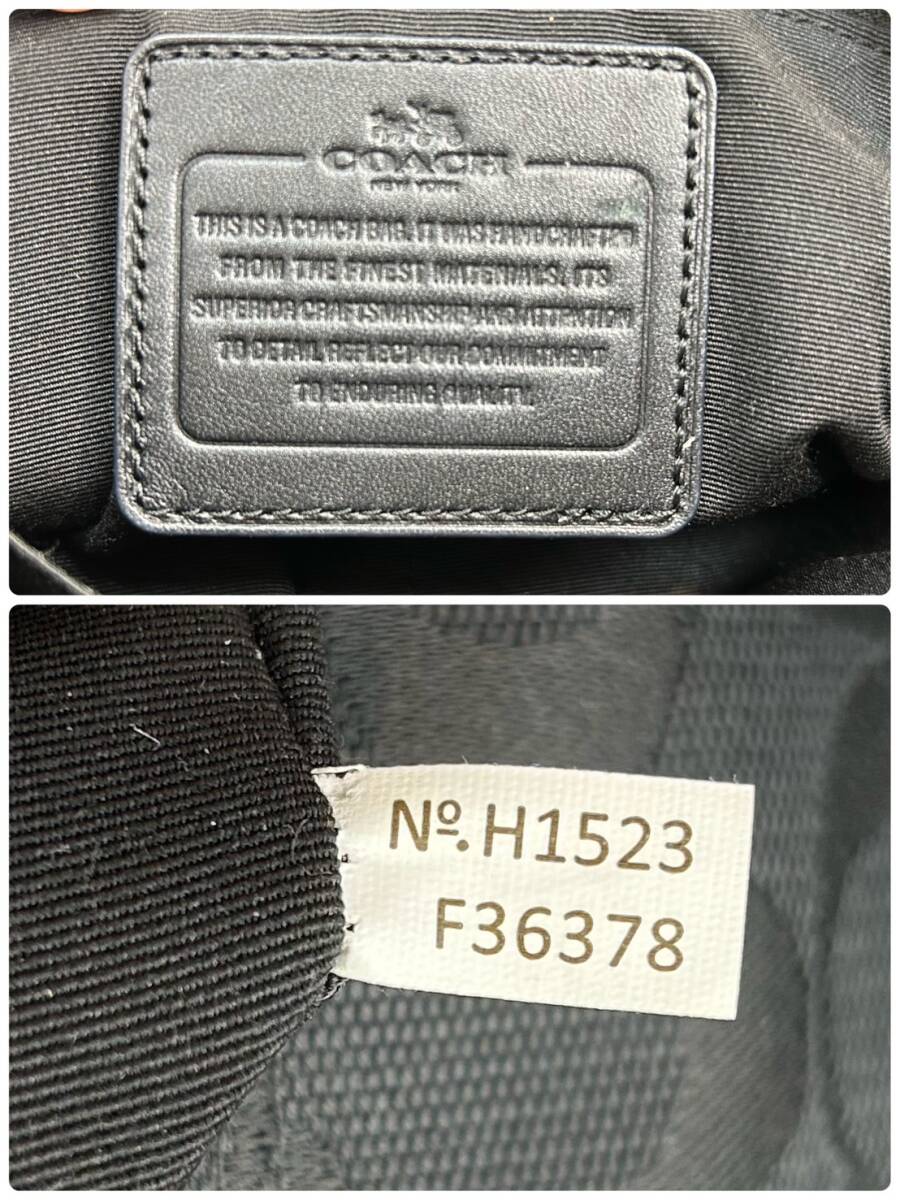 COACH
NEW YORK
THIS IS A COACH BAG. IT WAS HANDCRAFTED
FROM THE FINEST MATERIALS. ITS
SUPERIOR CRAFTSMANSHIP AND ATTENTION
TO DETAIL REFLECT OUR COMMITMENT
TO ENDURING QUALITY.
Nº.H1523
F36378